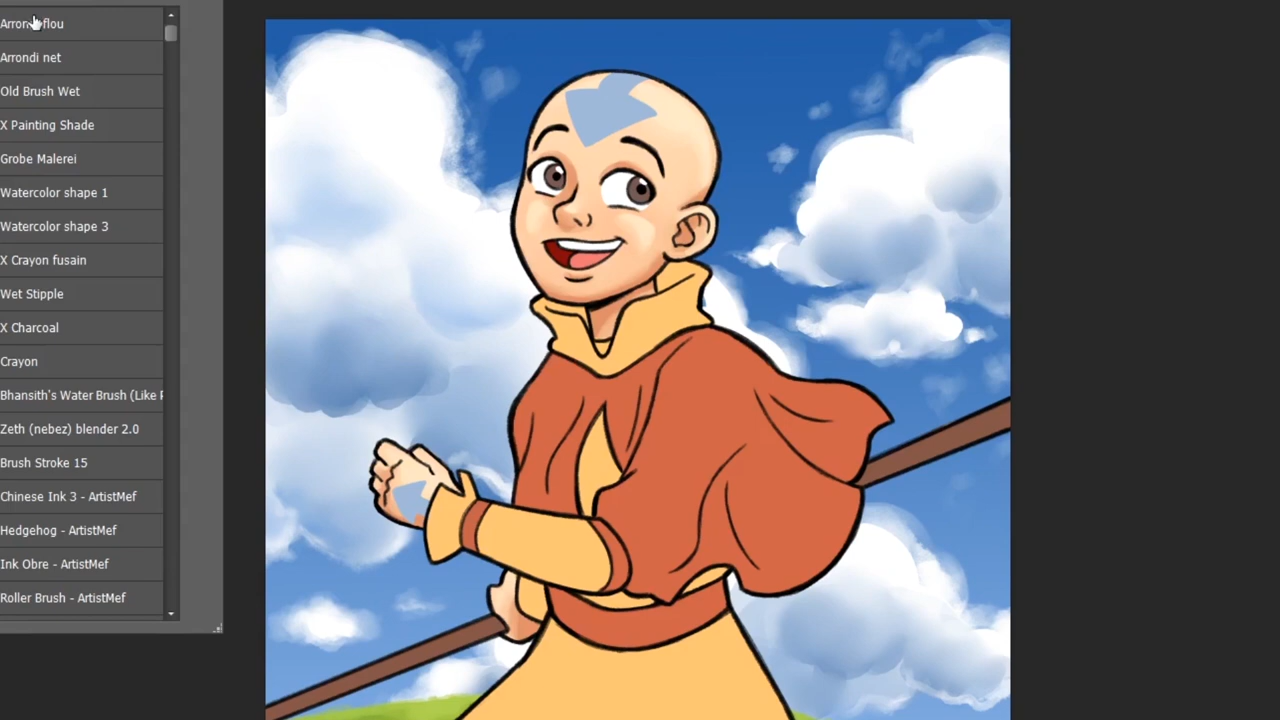 Arrondi flou
Arrondi net
Old Brush Wet
X Painting Shade
Grobe Malerei
Watercolor shape 1
Watercolor shape 3
X Crayon fusain
Wet Stipple
X Charcoal
Crayon
Bhansith's Water Brush (Like
Zeth (nebez) blender 2.0
Brush Stroke 15
Chinese Ink 3 - ArtistMef
Hedgehog - ArtistMef
Ink Obre - ArtistMef
Roller Brush - ArtistMef